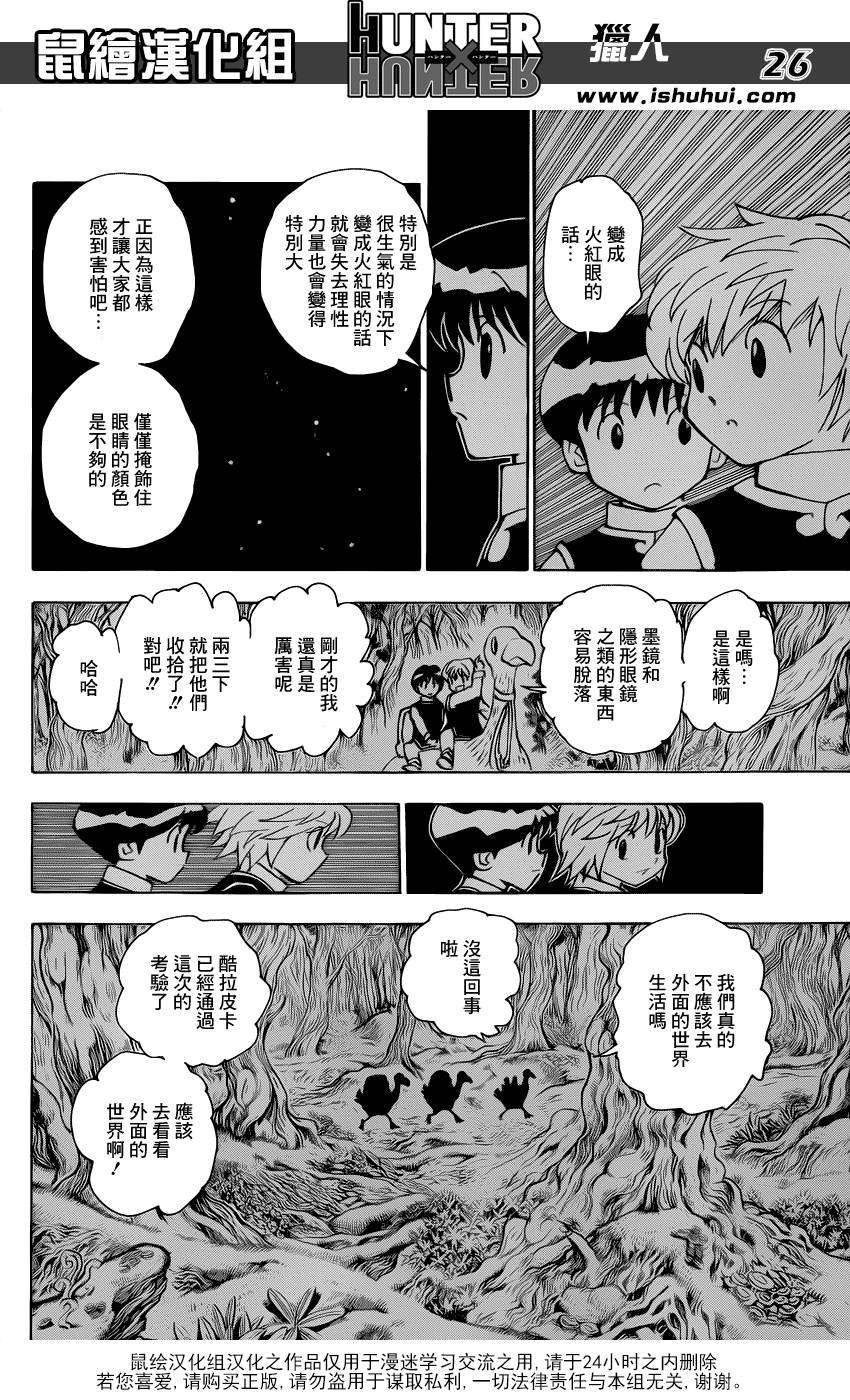 鼠繪漢化組
HUNTER
ハンター×ハンター
HUNTER
獵人
26
www.ishuhui.com
變成
火紅眼的
話…
特別是
很生氣的情況下
變成火紅眼的話
就會失去理性
力量也會變得
特別大
正因為這樣
才讓大家都
感到害怕吧…
僅僅掩飾住
眼睛的顏色
是不夠的
是嗎…
是這樣啊
墨鏡和
隱形眼鏡
之類的東西
容易脫落
剛才的我
還真是
厲害呢
兩三下
就把他們
收拾了!!
對吧!!
哈哈
我們真的
不應該去
外面的世界
生活嗎
沒這回事
啦
酷拉皮卡
已經通過
這次的
考驗了
應該
去看看
外面的
世界啊!
鼠绘汉化组汉化之作品仅用于漫迷学习交流之用, 请于24小时之内删除
若您喜爱, 请购买正版, 请勿盗用于谋取私利, 一切法律责任与本组无关, 谢谢。